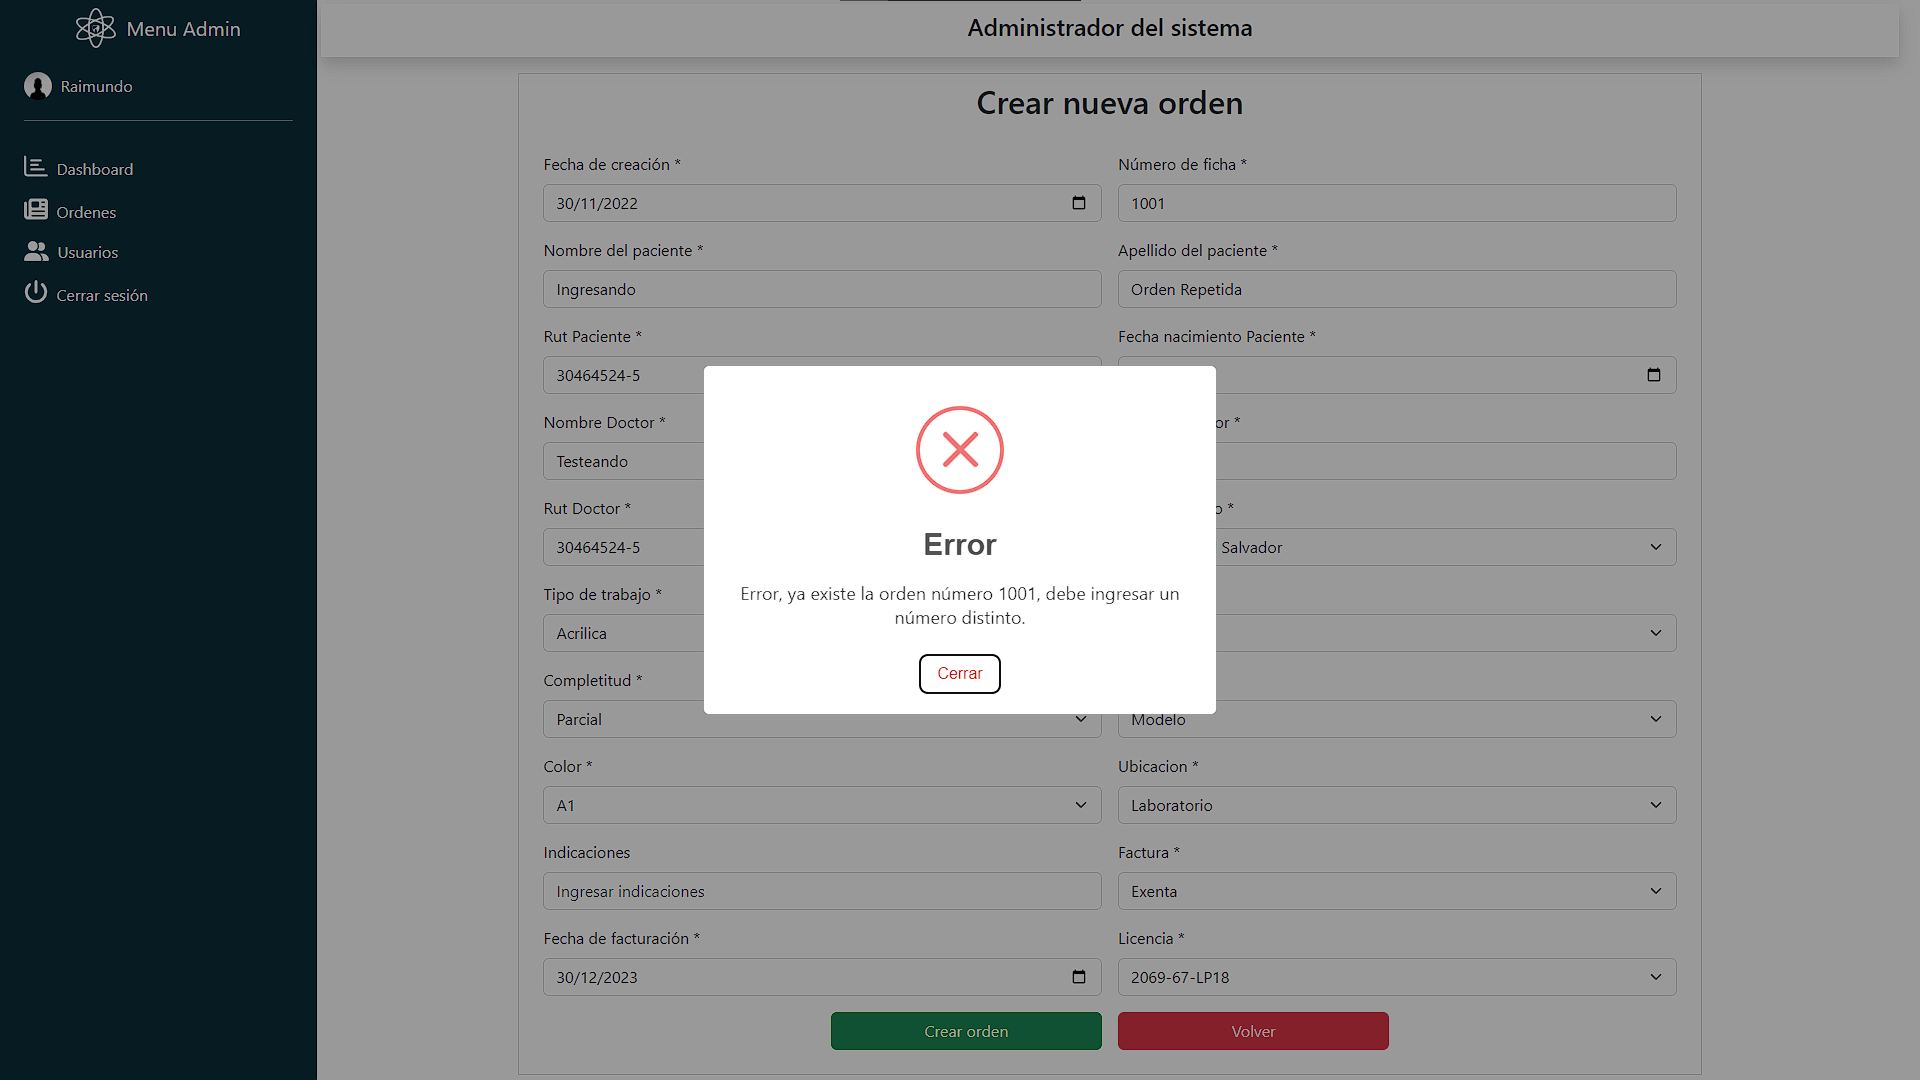 Menu Admin
Raimundo
Dashboard
Ordenes
Usuarios
Cerrar sesión
Administrador del sistema
Crear nueva orden
Fecha de creación *
Número de ficha *
30/11/2022
1001
Nombre del paciente *
Apellido del paciente *
Ingresando
Orden Repetida
Rut Paciente *
Fecha nacimiento Paciente *
30464524-5
Nombre Doctor *
or *
Testeando
Rut Doctor *
o *
30464524-5
Salvador
Tipo de trabajo *
Acrilica
Completitud *
Parcial
Modelo
Color *
Ubicacion *
A1
Laboratorio
Indicaciones
Factura *
Ingresar indicaciones
Exenta
Fecha de facturación *
Licencia *
30/12/2023
2069-67-LP18
Crear orden
Volver
Error
Error, ya existe la orden número 1001, debe ingresar un
número distinto.
Cerrar